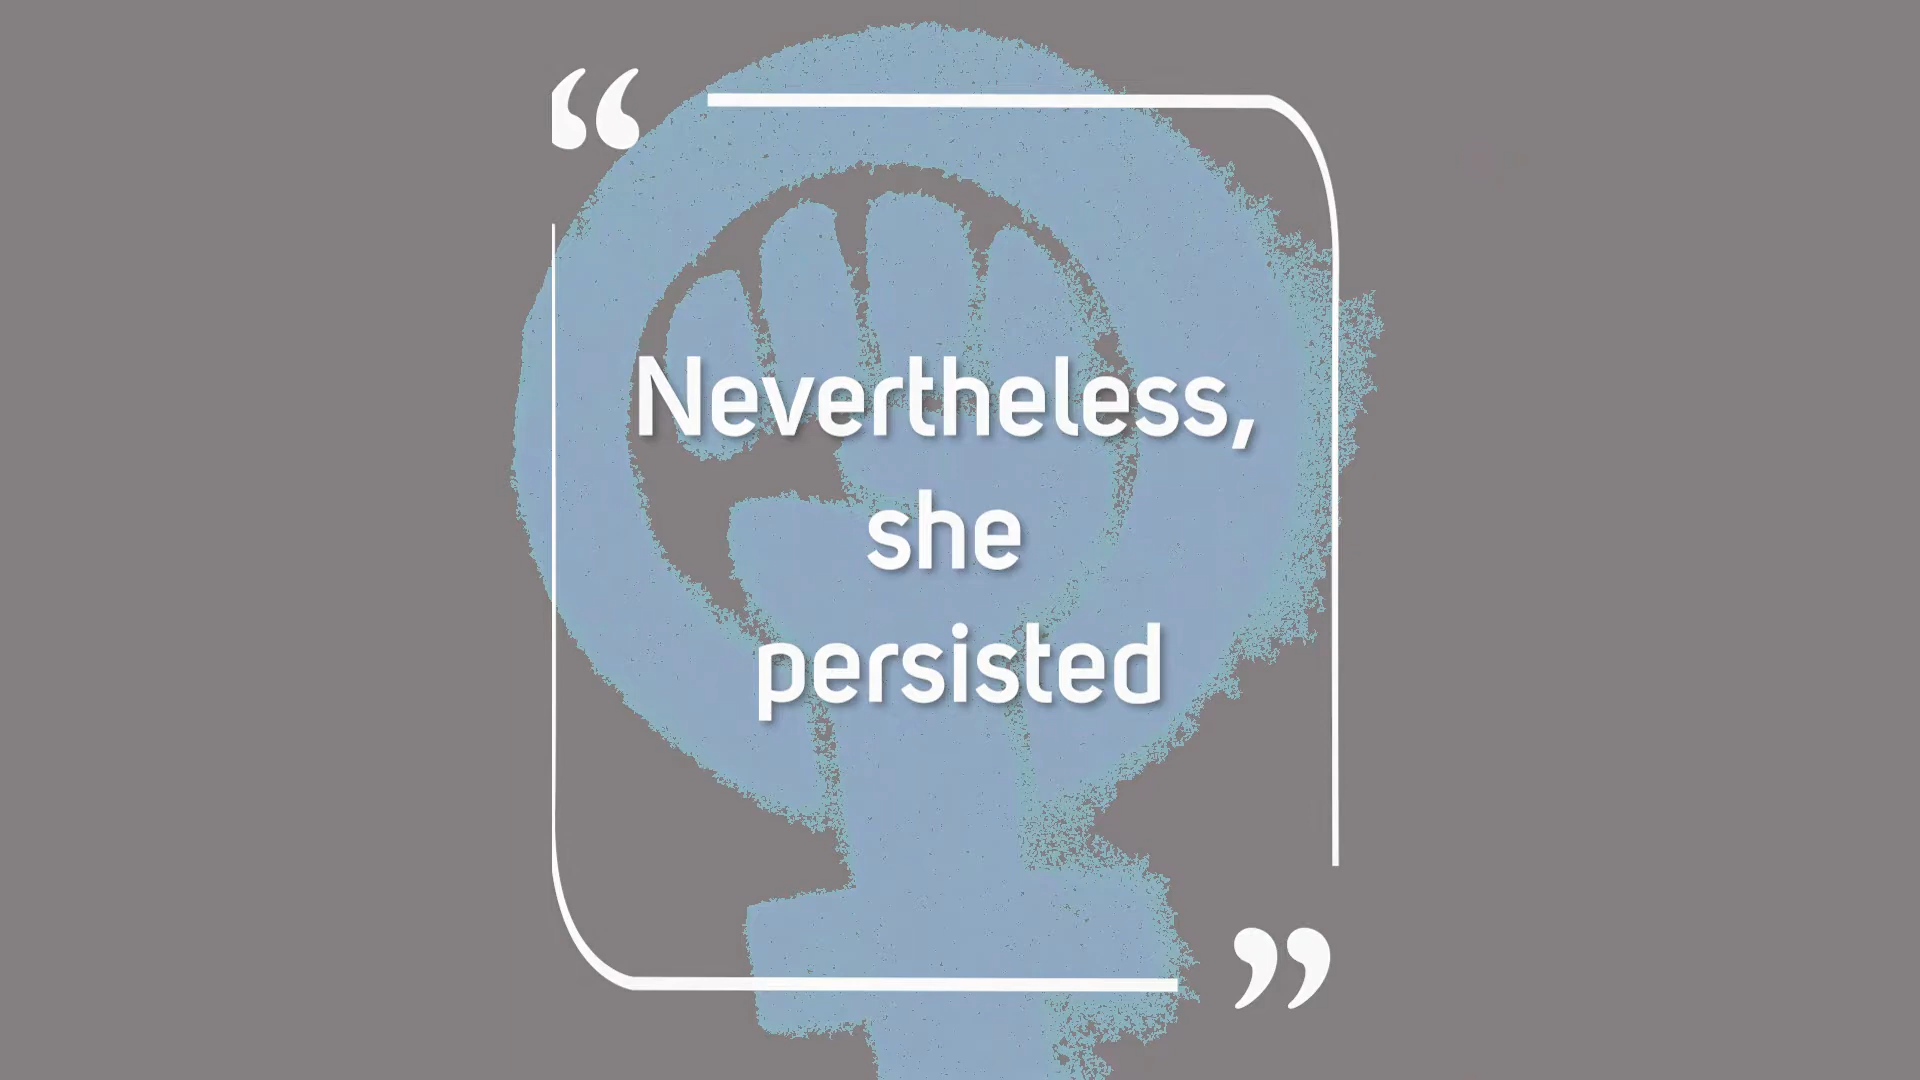 “
Nevertheless,
she
persisted
”